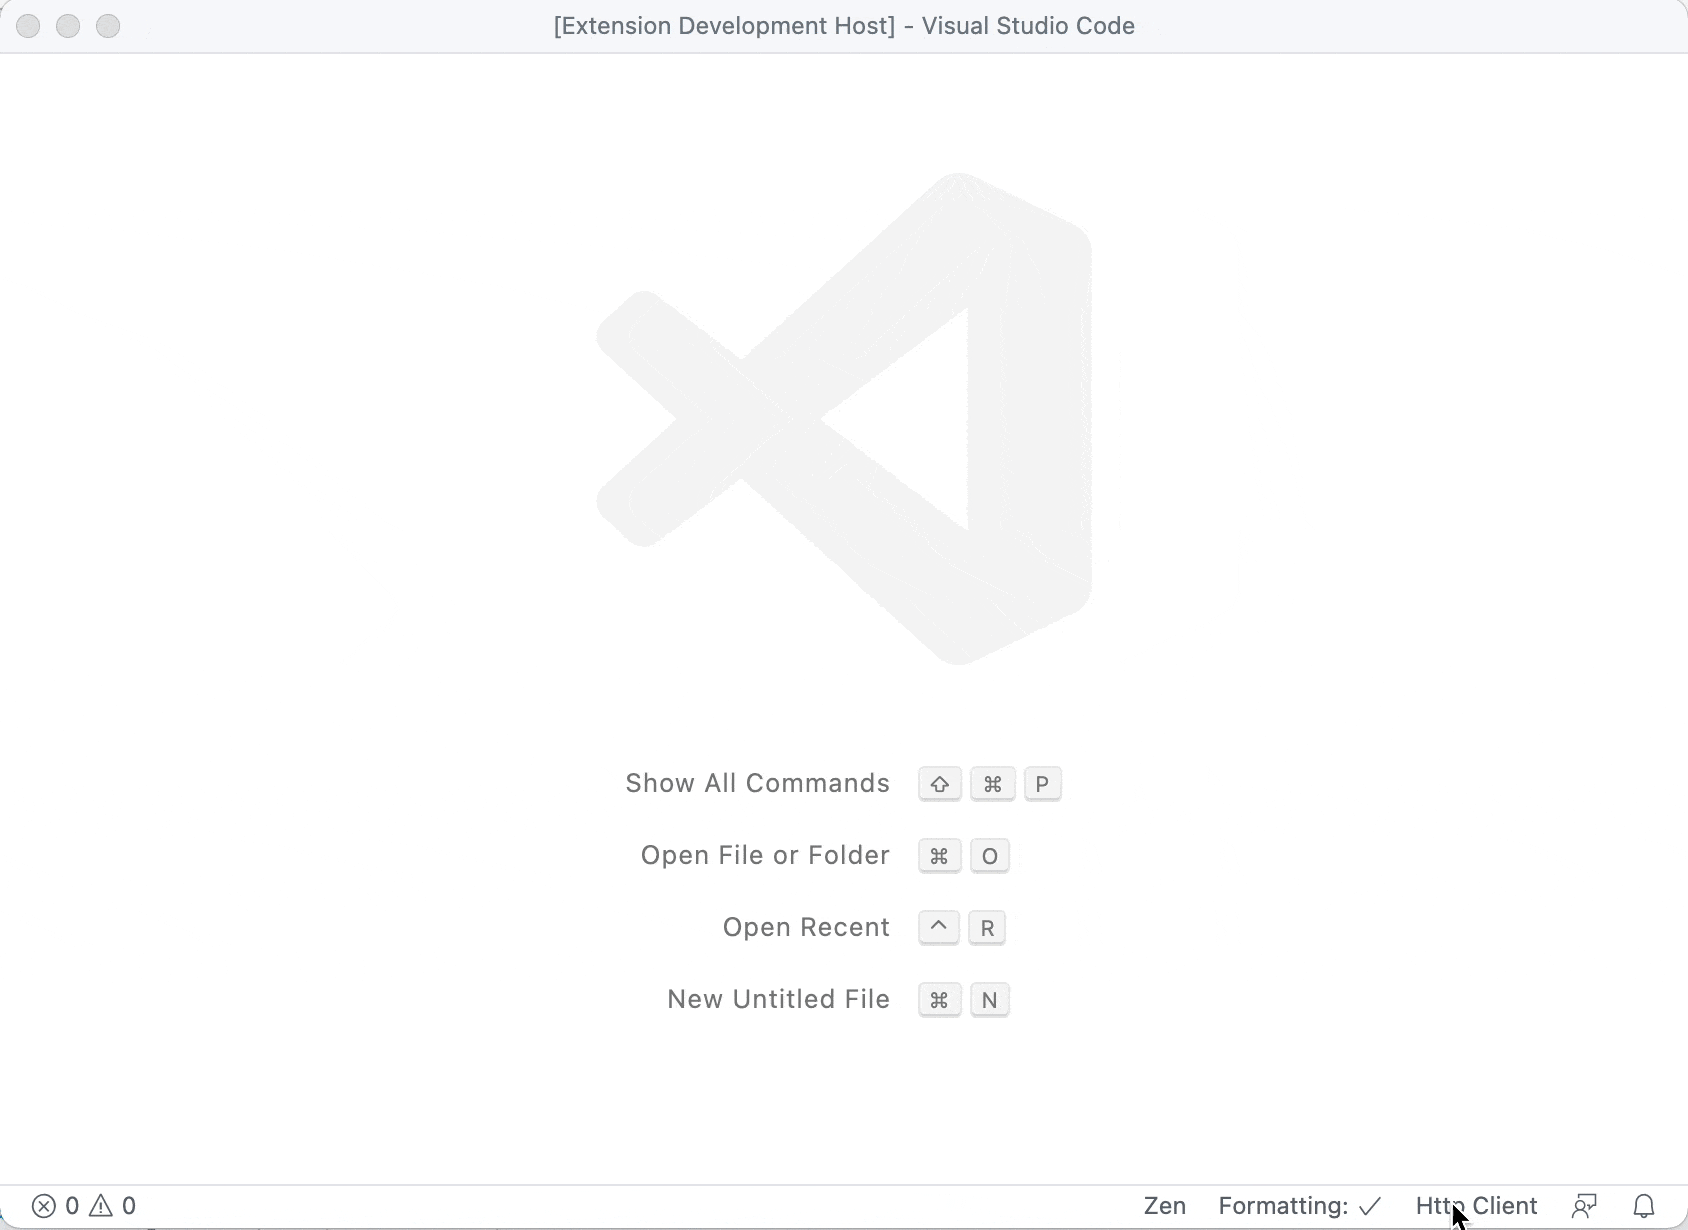 [Extension Development Host] - Visual Studio Code
Show All Commands ⇧ ⌘ P
Open File or Folder ⌘ O
Open Recent ^ R
New Untitled File ⌘ N
0 0 Zen Formatting: ✓ Http Client